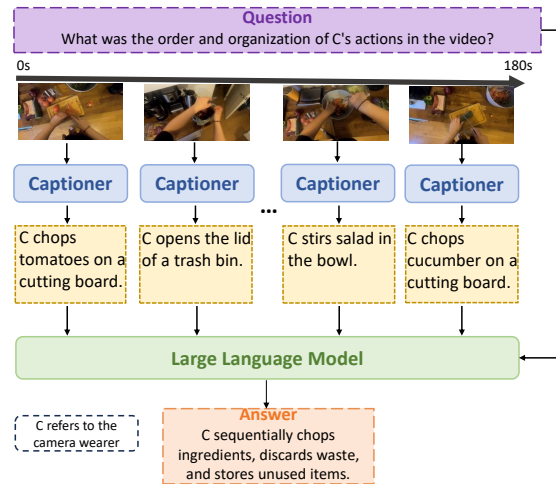 Question
What was the order and organization of C's actions in the video?
0s
180s
Captioner
Captioner
Captioner
Captioner
...
C chops
tomatoes on a
cutting board.
C opens the lid
of a trash bin.
C stirs salad in
the bowl.
C chops
cucumber on a
cutting board.
Large Language Model
C refers to the
camera wearer
Answer
C sequentially chops
ingredients, discards waste,
and stores unused items.